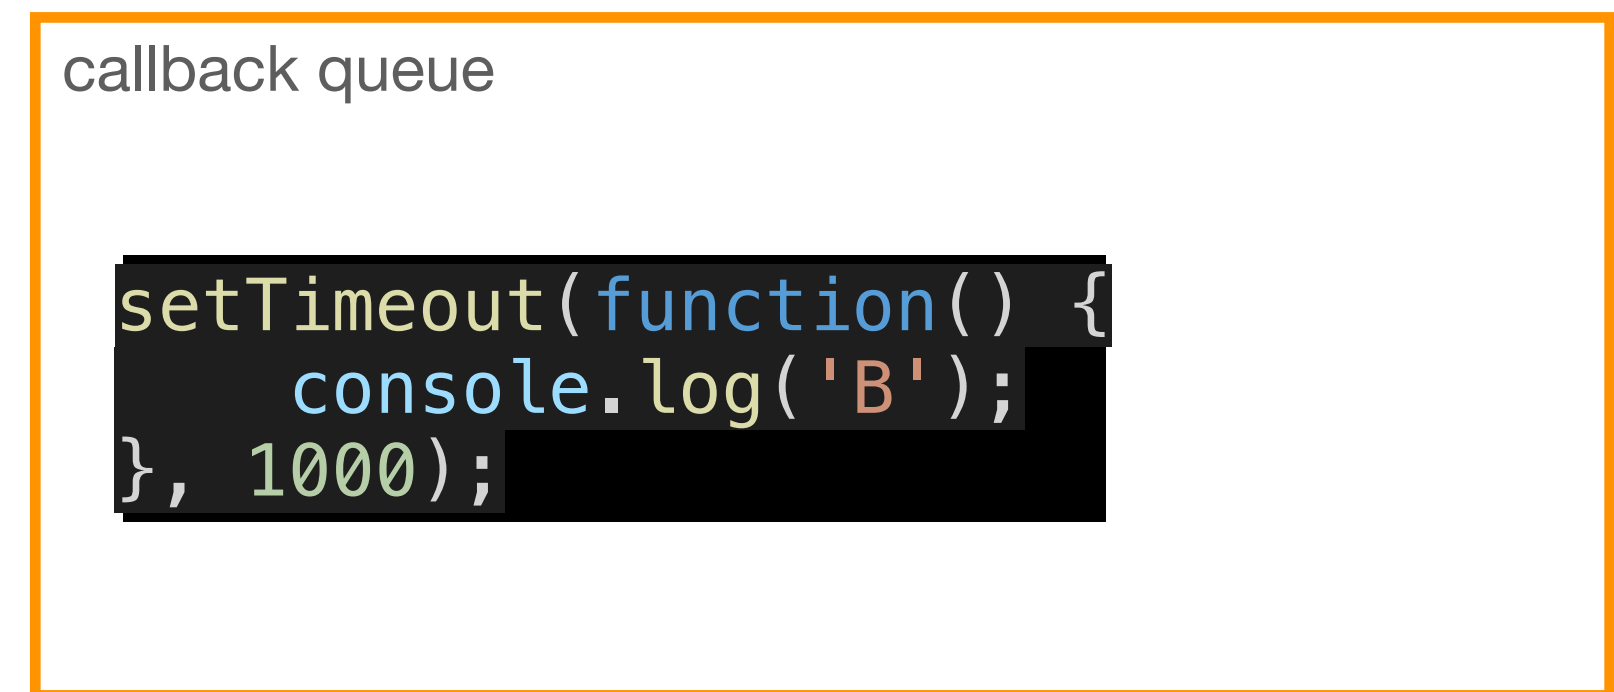 callback queue
setTimeout(function() {
    console.log('B');
}, 1000);